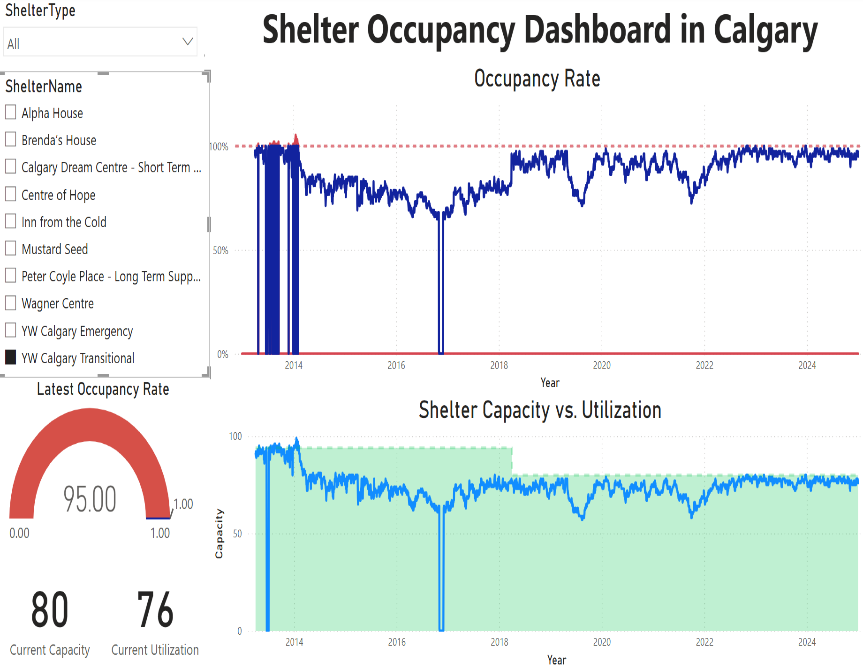 ShelterType
All
Shelter Occupancy Dashboard in Calgary
ShelterName
Alpha House
Brenda's House
Calgary Dream Centre - Short Term ...
Centre of Hope
Inn from the Cold
Mustard Seed
Peter Coyle Place - Long Term Supp...
Wagner Centre
YW Calgary Emergency
YW Calgary Transitional
Occupancy Rate
100%
50%
0%
2014 2016 2018 2020 2022 2024
Year
Latest Occupancy Rate
95.00
1.00
0.00 1.00
80 76
Current Capacity Current Utilization
Shelter Capacity vs. Utilization
Capacity
100
50
0
2014 2016 2018 2020 2022 2024
Year